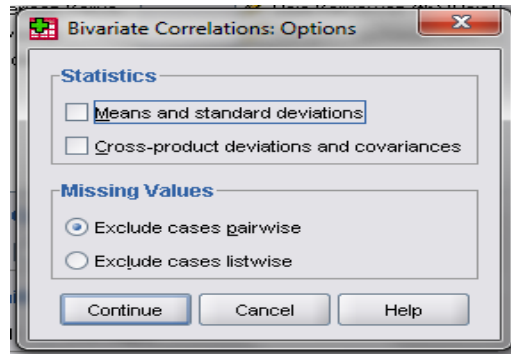 Bivariate Correlations: Options
Statistics
Means and standard deviations
Cross-product deviations and covariances
Missing Values
Exclude cases pairwise
Exclude cases listwise
Continue Cancel Help